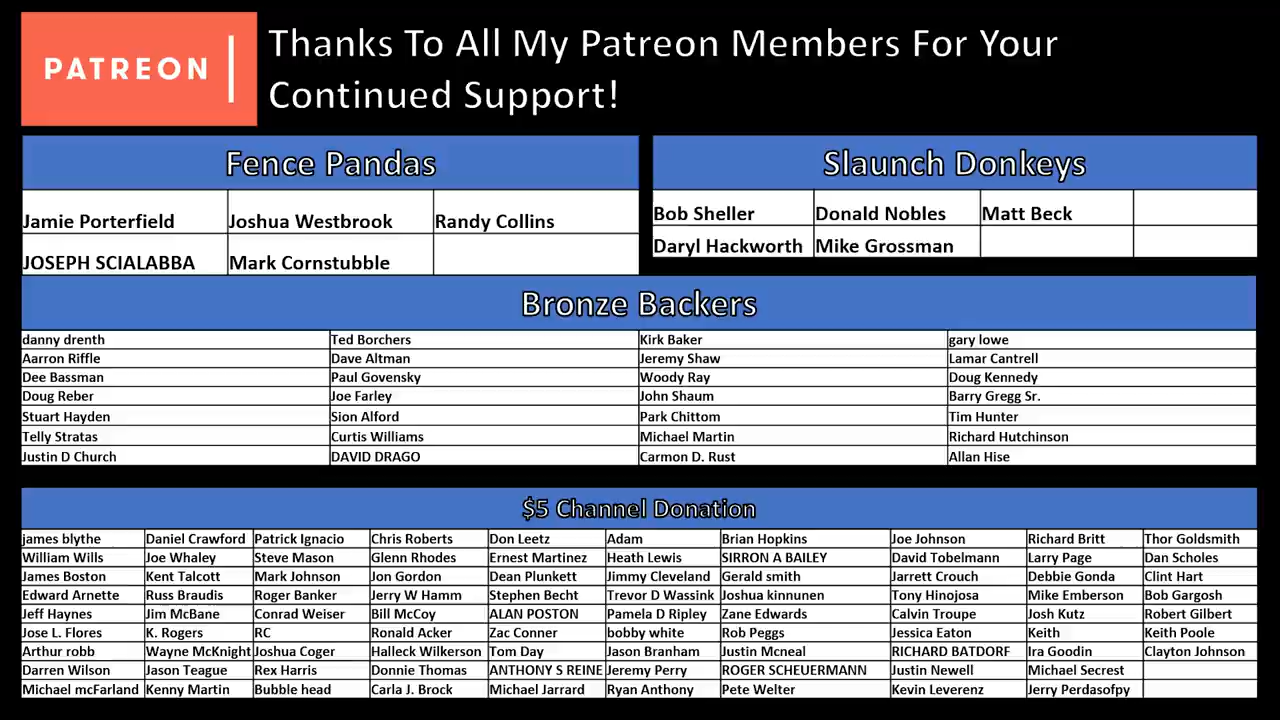 PATREON
Thanks To All My Patreon Members For Your
Continued Support!
Fence Pandas
Jamie Porterfield Joshua Westbrook Randy Collins
JOSEPH SCIALABBA Mark Cornstubble
Slaunch Donkeys
Bob Sheller Donald Nobles Matt Beck
Daryl Hackworth Mike Grossman
Bronze Backers
danny drenth Ted Borchers Kirk Baker gary lowe
Aarron Riffle Dave Altman Jeremy Shaw Lamar Cantrell
Dee Bassman Paul Govensky Woody Ray Doug Kennedy
Doug Reber Joe Farley John Shaum Barry Gregg Sr.
Stuart Hayden Sion Alford Park Chittom Tim Hunter
Telly Stratas Curtis Williams Michael Martin Richard Hutchinson
Justin D Church DAVID DRAGO Carmon D. Rust Allan Hise
$5 Channel Donation
james blythe Daniel Crawford Patrick Ignacio Chris Roberts Don Leetz Adam Brian Hopkins Joe Johnson Richard Britt Thor Goldsmith
William Wills Joe Whaley Steve Mason Glenn Rhodes Ernest Martinez Heath Lewis SIRRON A BAILEY David Tobelmann Larry Page Dan Scholes
James Boston Kent Talcott Mark Johnson Jon Gordon Dean Plunkett Jimmy Cleveland Gerald smith Jarrett Crouch Debbie Gonda Clint Hart
Edward Arnette Russ Braudis Roger Banker Jerry W Hamm Stephen Becht Trevor D Wassink Joshua kinnunen Tony Hinojosa Mike Emberson Bob Gargosh
Jeff Haynes Jim McBane Conrad Weiser Bill McCoy ALAN POSTON Pamela D Ripley Zane Edwards Calvin Troupe Josh Kutz Robert Gilbert
Jose L. Flores K. Rogers RC Ronald Acker Zac Conner bobby white Rob Peggs Jessica Eaton Keith Keith Poole
Arthur robb Wayne McKnight Joshua Coger Halleck Wilkerson Tom Day Jason Branham Justin Mcneal RICHARD BATDORF Ira Goodin Clayton Johnson
Darren Wilson Jason Teague Rex Harris Donnie Thomas ANTHONY S REINE Jeremy Perry ROGER SCHEUERMANN Justin Newell Michael Secrest
Michael mcFarland Kenny Martin Bubble head Carla J. Brock Michael Jarrard Ryan Anthony Pete Welter Kevin Leverenz Jerry Perdasofpy